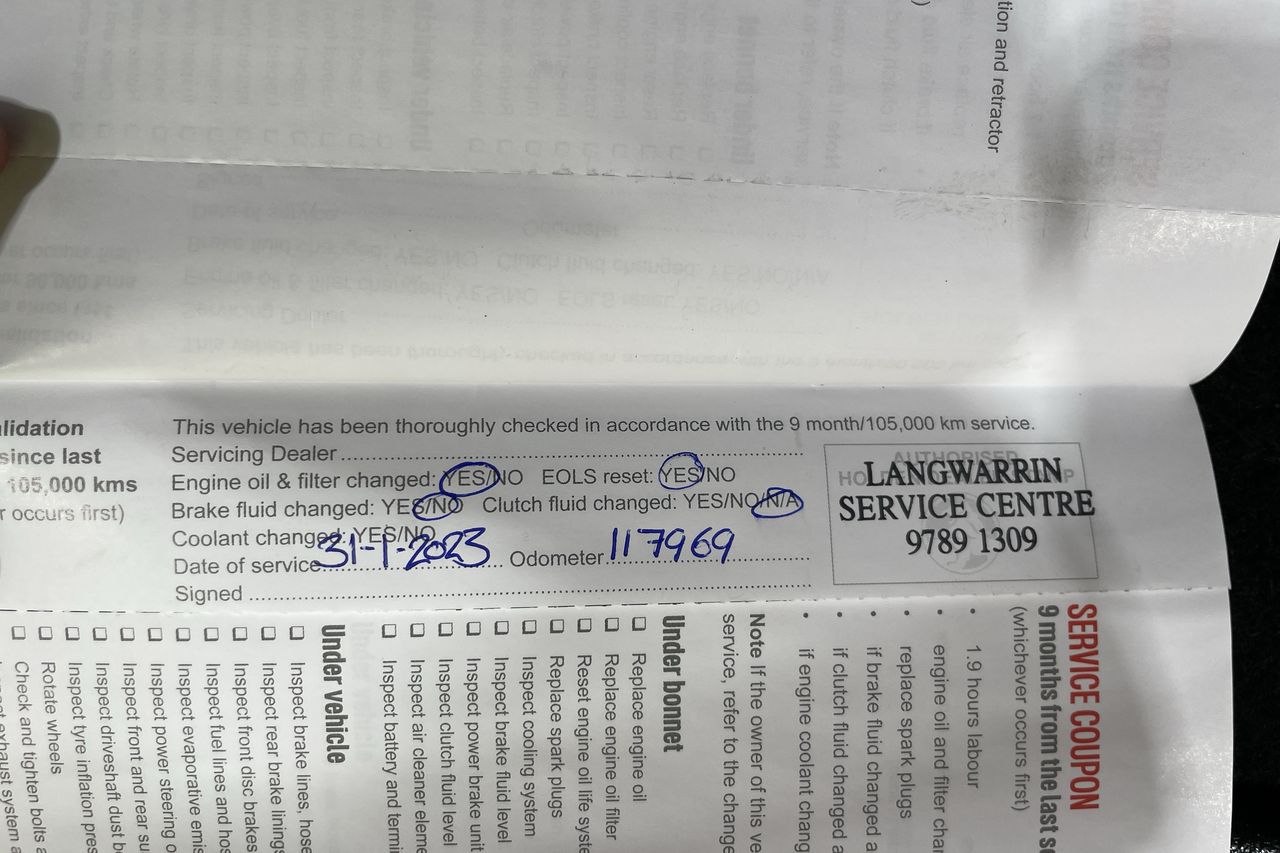 tion and retractor
lidation
since last
105,000 kms
r occurs first)
This vehicle has been thoroughly checked in accordance with the 9 month/105,000 km service.
Servicing Dealer
Engine oil & filter changed: YES/NO EOLS reset: YES/NO
Brake fluid changed: YES/NO Clutch fluid changed: YES/NO/N/A
Coolant changed: YES/NO
Date of service 31-1-2023 Odometer 117969
Signed
AUTHORISED
LANGWARRIN
SERVICE CENTRE
9789 1309
SERVICE COUPON
9 months from the last se
(whichever occurs first)
• 1.9 hours labour
• engine oil and filter chan
• replace spark plugs
• if brake fluid changed a
• if clutch fluid changed a
• if engine coolant chang
Note If the owner of this ve
service, refer to the change
Under bonnet
Replace engine oil
Replace engine oil filter
Reset engine oil life syste
Replace spark plugs
Inspect cooling system
Inspect brake fluid level
Inspect power brake unit
Inspect clutch fluid level
Inspect air cleaner eleme
Inspect battery and termi
Under vehicle
Inspect brake lines, hose
Inspect rear brake linings
Inspect front disc brakes
Inspect fuel lines and hos
Inspect evaporative emis
Inspect power steering o
Inspect front and rear su
Inspect driveshaft dust b
Inspect tyre inflation pres
Rotate wheels
Check and tighten bolts a
exhaust system a